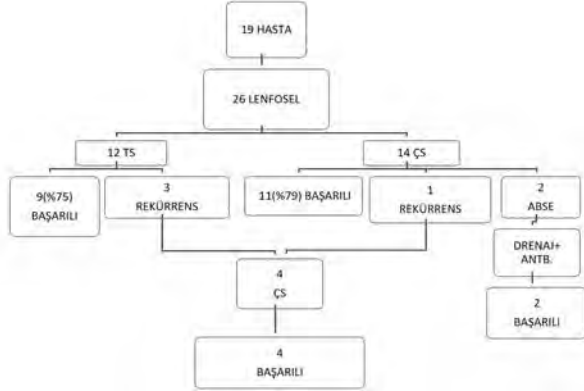 19 HASTA
26 LENFOSEL
12 TS
14 ÇS
9(%75)
BAŞARILI
3
REKÜRRENS
11(%79) BAŞARILI
1
REKÜRRENS
2
ABSE
DRENAJ+
ANTB.
4
ÇS
2
BAŞARILI
4
BAŞARILI